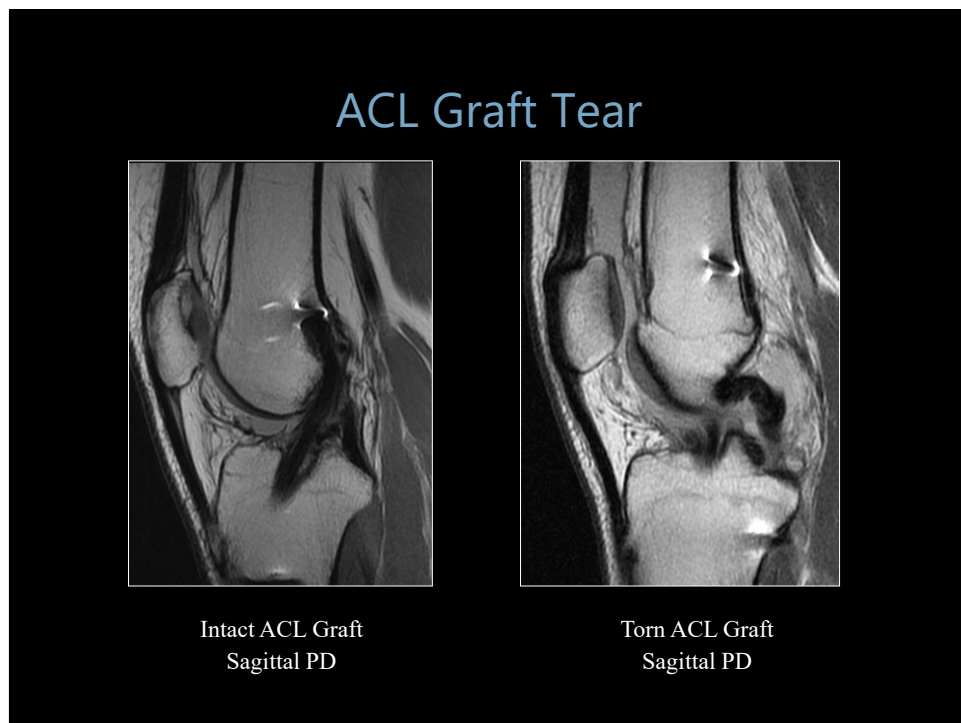 ACL Graft Tear
Intact ACL Graft
Sagittal PD
Torn ACL Graft
Sagittal PD